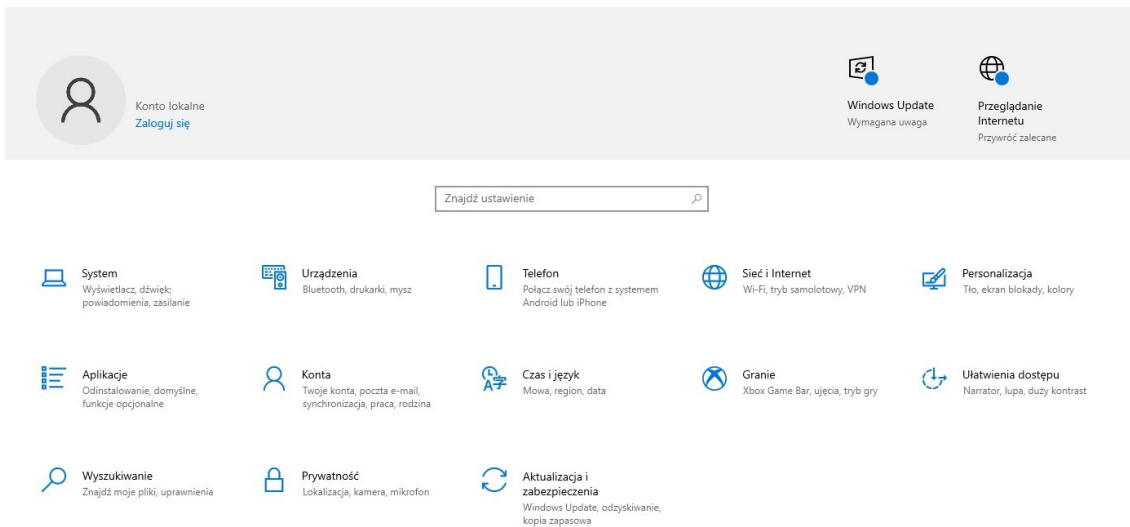 Konto lokalne
Zaloguj się
Windows Update
Wymagana uwaga
Przeglądanie
Internetu
Przywróć zalecane
Znajdź ustawienie
System
Wyświetlacz, dźwięk;
powiadomienia, zasilanie
Urządzenia
Bluetooth, drukarki, mysz
Telefon
Połącz swój telefon z systemem
Android lub iPhone
Sieć i Internet
Wi-Fi, tryb samolotowy, VPN
Personalizacja
Tło, ekran blokady, kolory
Aplikacje
Odinstalowanie, domyślne,
funkcje opcjonalne
Konta
Twoje konta, poczta e-mail,
synchronizacja, praca, rodzina
Czas i język
Mowa, region, data
Granie
Xbox Game Bar, ujęcia, tryb gry
Ułatwienia dostępu
Narrator, lupa, duży kontrast
Wyszukiwanie
Znajdź moje pliki, uprawnienia
Prywatność
Lokalizacja, kamera, mikrofon
Aktualizacja i
zabezpieczenia
Windows Update, odzyskiwanie,
kopia zapasowa